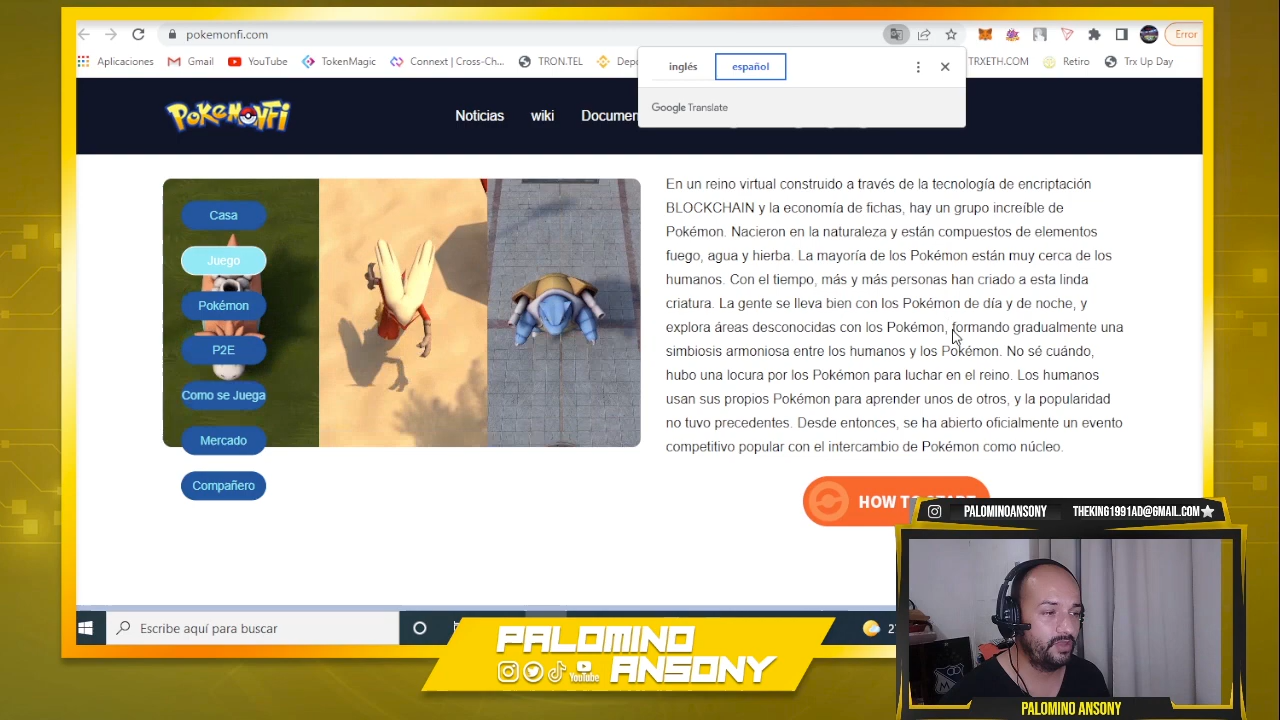 pokemonfi.com
Error
Aplicaciones
Gmail
YouTube
TokenMagic
Connext | Cross-Ch...
TRON.TEL
TRXETH.COM
Retiro
Trx Up Day
inglés
español
Google Translate
POKEMONFI
Noticias
wiki
Casa
Juego
Pokémon
P2E
Como se Juega
Mercado
Compañero
En un reino virtual construido a través de la tecnología de encriptación
BLOCKCHAIN y la economía de fichas, hay un grupo increíble de
Pokémon. Nacieron en la naturaleza y están compuestos de elementos
fuego, agua y hierba. La mayoría de los Pokémon están muy cerca de los
humanos. Con el tiempo, más y más personas han criado a esta linda
criatura. La gente se lleva bien con los Pokémon de día y de noche, y
explora áreas desconocidas con los Pokémon, formando gradualmente una
simbiosis armoniosa entre los humanos y los Pokémon. No sé cuándo,
hubo una locura por los Pokémon para luchar en el reino. Los humanos
usan sus propios Pokémon para aprender unos de otros, y la popularidad
no tuvo precedentes. Desde entonces, se ha abierto oficialmente un evento
competitivo popular con el intercambio de Pokémon como núcleo.
HOW TO START
PALOMINOANSONY
THEKING1991AD@GMAIL.COM
Escribe aquí para buscar
PALOMINO
ANSONY
YouTube
PALOMINO ANSONY